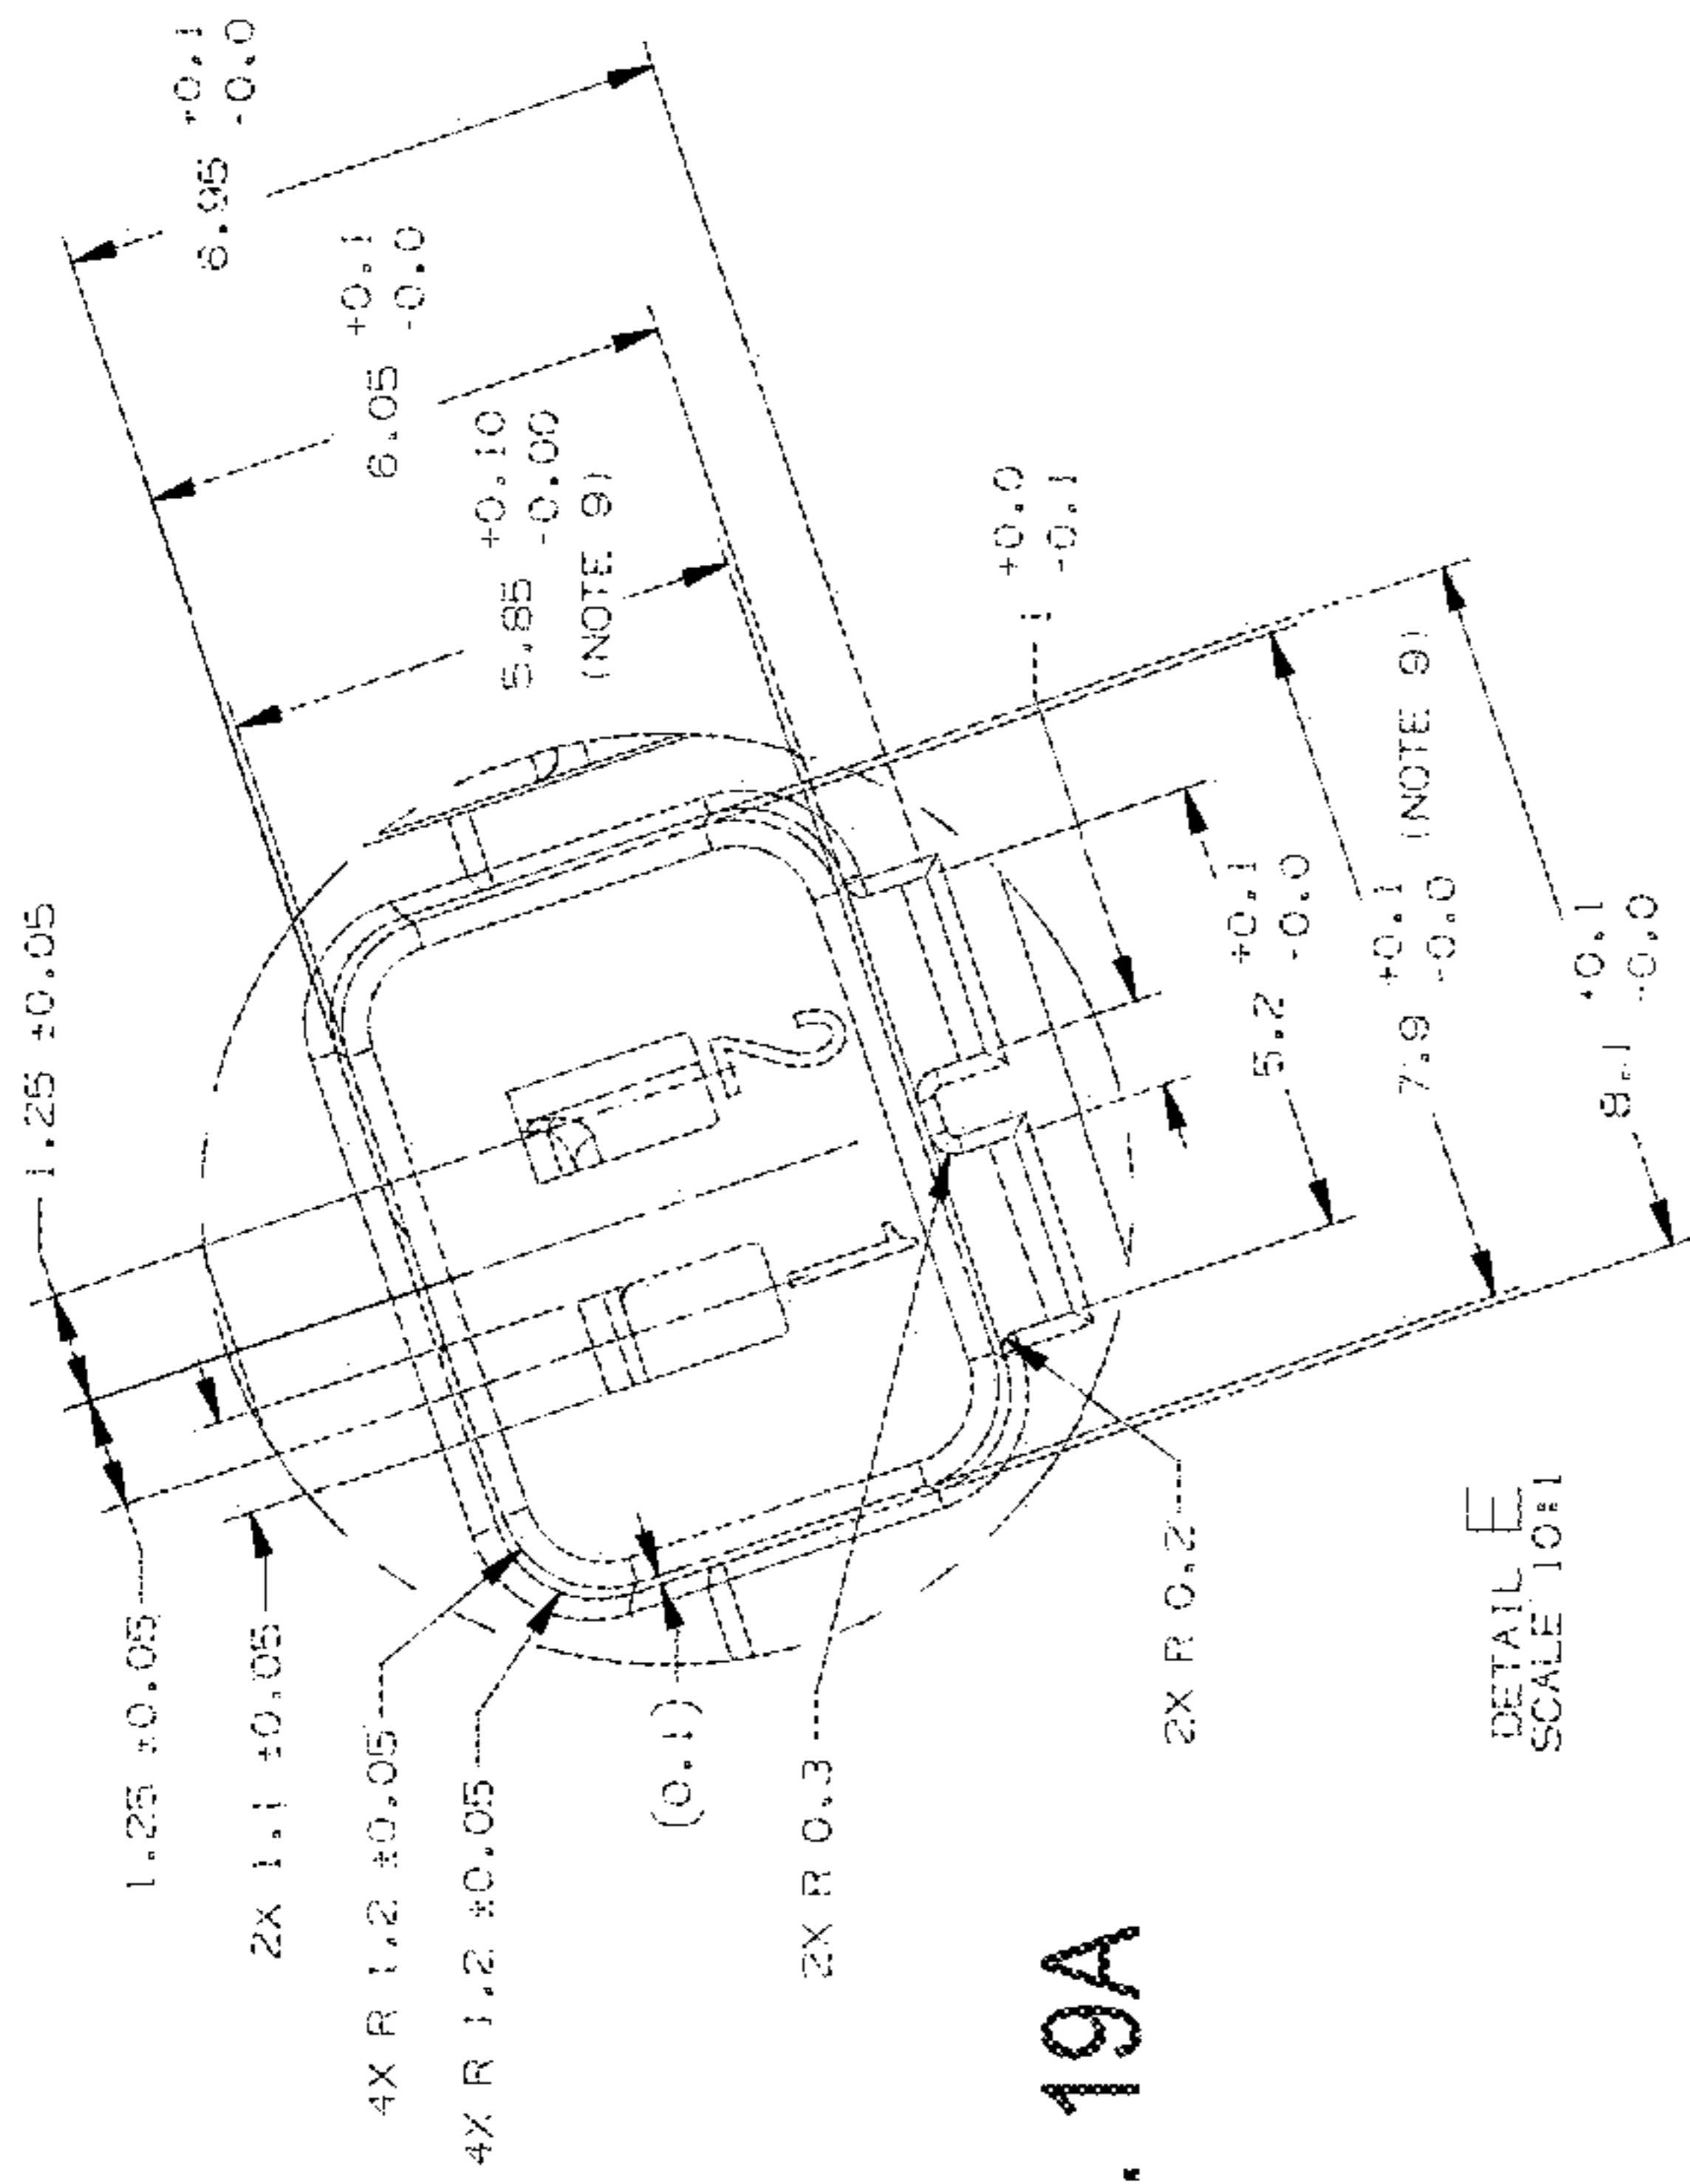 1.25 ±0.05
+0.1
6.95
-0.0
1.25 ±0.05
2X 1.1 ±0.05
+0.1
6.05
-0.0
4X R 1.2 ±0.05
4X R 1.2 ±0.05
+0.10
5.85
-0.00
(NOTE 9)
(0.1)
2X R 0.3
1
2
+0.0
1
-0.1
. 19A
2X R 0.2
+0.1
5.2
-0.0
+0.1
7.9
-0.0 (NOTE 9)
+0.1
8.1
-0.0
DETAIL E
SCALE 10:1